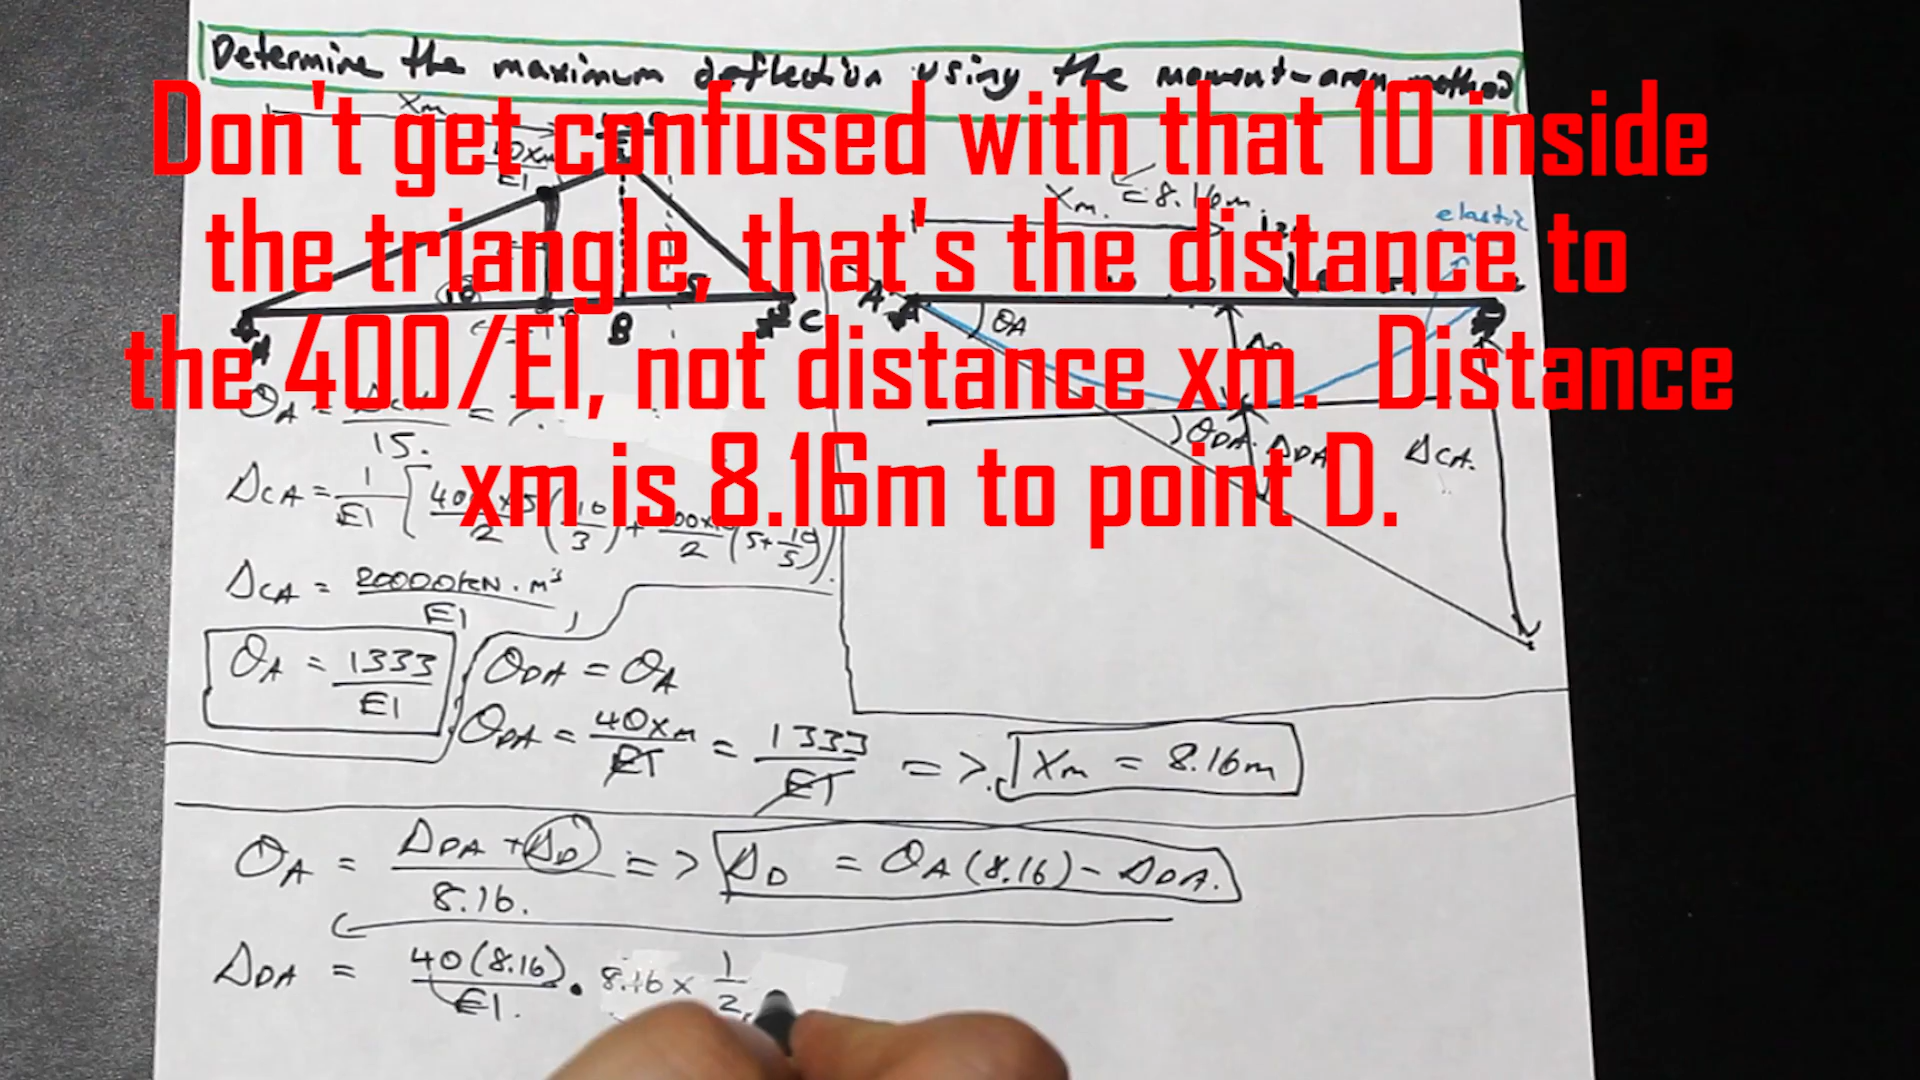 Determine the maximum deflection using the moment-area method
Don't get confused with that 10 inside
the triangle, that's the distance to
the 400/EI, not distance xm. Distance
xm is 8.16m to point D.
xm
40xm
EI
B
C
A
xm. = 8.16m
elastic
A
θA
θDA. ΔDA
ΔCA.
15.
ΔCA = 1/EI
ΔCA = 20000kN.m³/EI
θA = 1333/EI
θDA = θA
θDA = 40xm/EI = 1333/EI => xm = 8.16m
θA = ΔDA + ΔD/8.16. => ΔD = θA(8.16) - ΔDA.
ΔDA = 40(8.16)/EI. • 8.16 x 1/2